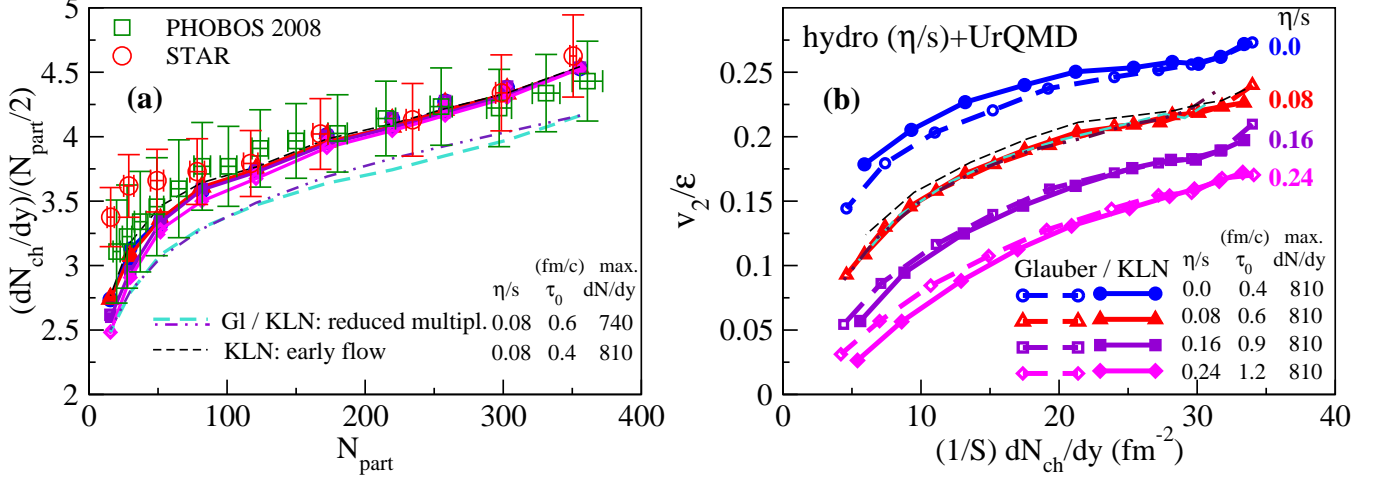 PHOBOS 2008
STAR
(a)
5
4.5
4
3.5
3
2.5
2
(dN_ch/dy)/(N_part/2)
(fm/c) max.
η/s τ_0 dN/dy
Gl / KLN: reduced multipl. 0.08 0.6 740
KLN: early flow 0.08 0.4 810
0 100 200 300 400
N_part
hydro (η/s)+UrQMD
η/s
0.0
(b)
0.08
0.16
0.24
0.25
0.2
0.15
0.1
0.05
0
v_2/ε
(fm/c) max.
Glauber / KLN η/s τ_0 dN/dy
0.0 0.4 810
0.08 0.6 810
0.16 0.9 810
0.24 1.2 810
0 10 20 30 40
(1/S) dN_ch/dy (fm^-2)